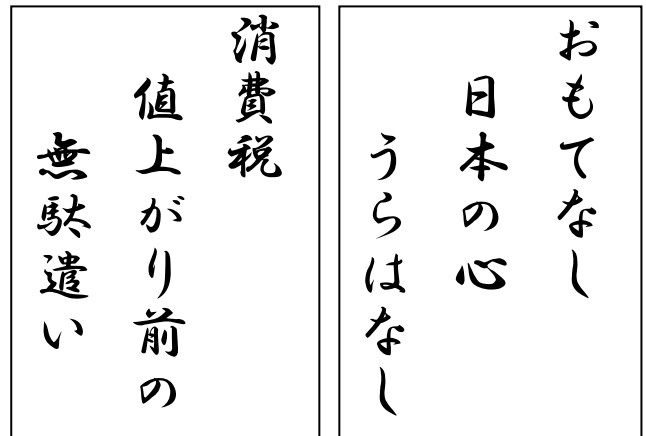 おもてなし
日本の心
うらはなし
消費税
値上がり前の
無駄遣い